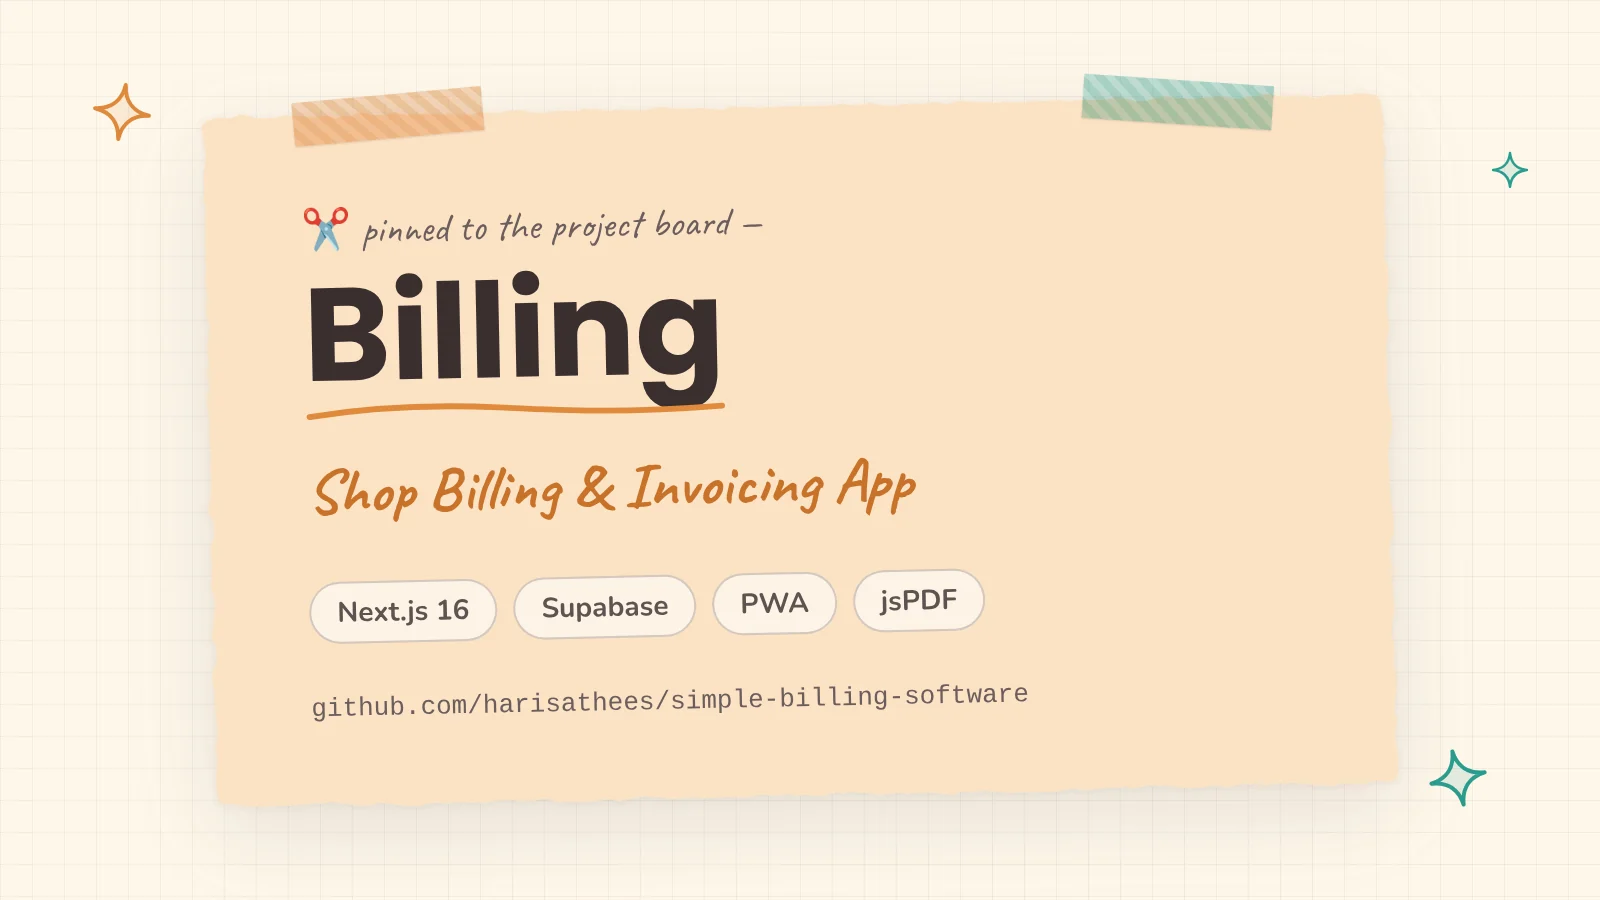 pinned to the project board —
Billing
Shop Billing & Invoicing App
Next.js 16 Supabase PWA jsPDF
github.com/harisathees/simple-billing-software